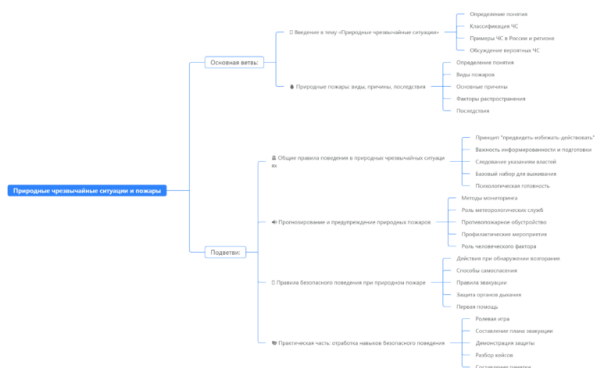 Определение понятия
Классификация ЧС
Введение в тему «Природные чрезвычайные ситуации»
Примеры ЧС в России и регионе
Обсуждение вероятных ЧС
Основная ветвь:
Определение понятия
Виды пожаров
Природные пожары: виды, причины, последствия
Основные причины
Факторы распространения
Последствия
Природные чрезвычайные ситуации и пожары
Принцип "предвидеть-избежать-действовать"
Важность информированности и подготовки
Общие правила поведения в природных чрезвычайных ситуаци
ях
Следование указаниям властей
Базовый набор для выживания
Психологическая готовность
Методы мониторинга
Роль метеорологических служб
Прогнозирование и предупреждение природных пожаров
Противопожарное обустройство
Профилактические мероприятия
Роль человеческого фактора
Подветви:
Действия при обнаружении возгорания
Способы самоспасения
Правила безопасного поведения при природном пожаре
Правила эвакуации
Защита органов дыхания
Первая помощь
Ролевая игра
Составление плана эвакуации
Практическая часть: отработка навыков безопасного поведения
Демонстрация защиты
Разбор кейсов
Составление памятки